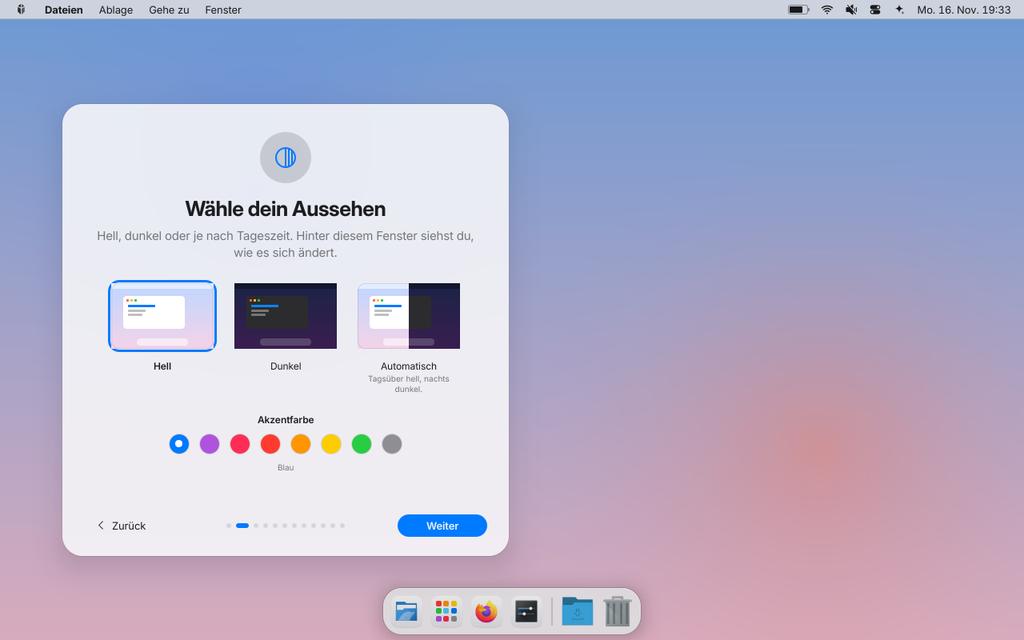 Dateien Ablage Gehe zu Fenster Mo. 16. Nov. 19:33
Wähle dein Aussehen
Hell, dunkel oder je nach Tageszeit. Hinter diesem Fenster siehst du,
wie es sich ändert.
Hell Dunkel Automatisch
Tagsüber hell, nachts
dunkel.
Akzentfarbe
Blau
Zurück Weiter